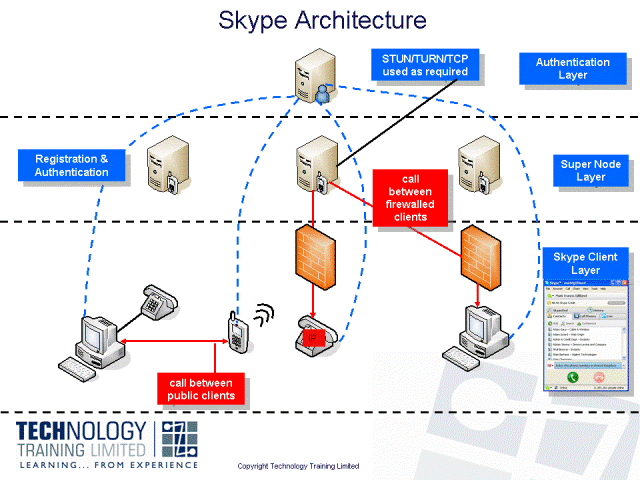 Skype Architecture
STUN/TURN/TCP
used as required
Authentication
Layer
Registration &
Authentication
Super Node
Layer
call
between
firewalled
clients
Skype Client
Layer
IP
call between
public clients
TECHNOLOGY
TRAINING LIMITED
LEARNING... FROM EXPERIENCE
Copyright Technology Training Limited